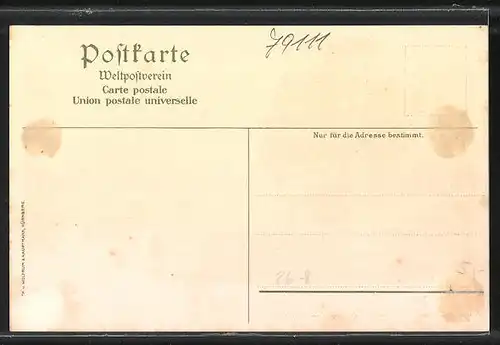 Postkarte
Weltpostverein
Carte postale
Union postale universelle
79111
Nur für die Adresse bestimmt.